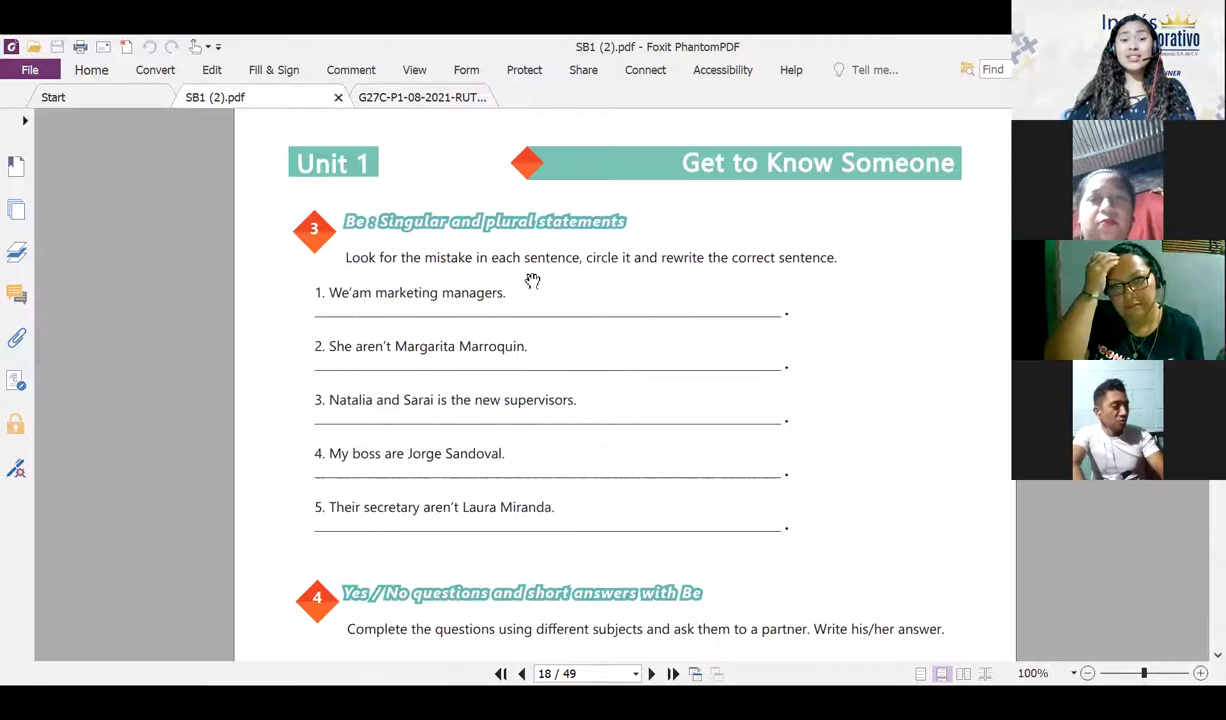 SB1 (2).pdf - Foxit PhantomPDF
File Home Convert Edit Fill & Sign Comment View Form Protect Share Connect Accessibility Help Tell me... Find
Start SB1 (2).pdf G27C-P1-08-2021-RUT...
Unit 1 Get to Know Someone
3 Be : Singular and plural statements
Look for the mistake in each sentence, circle it and rewrite the correct sentence.
1. We'am marketing managers.
.
2. She aren't Margarita Marroquin.
.
3. Natalia and Sarai is the new supervisors.
.
4. My boss are Jorge Sandoval.
.
5. Their secretary aren't Laura Miranda.
.
4 Yes / No questions and short answers with Be
Complete the questions using different subjects and ask them to a partner. Write his/her answer.
18 / 49 100%